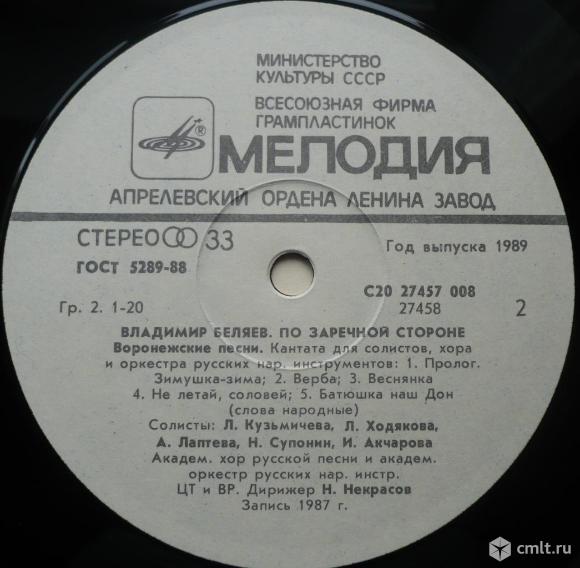 МИНИСТЕРСТВО
КУЛЬТУРЫ СССР
ВСЕСОЮЗНАЯ ФИРМА
ГРАМПЛАСТИНОК
®
МЕЛОДИЯ
АПРЕЛЕВСКИЙ ОРДЕНА ЛЕНИНА ЗАВОД
СТЕРЕО 33
Год выпуска 1989
ГОСТ 5289-88
С20 27457 008
Гр. 2. 1-20
27458
2
ВЛАДИМИР БЕЛЯЕВ. ПО ЗАРЕЧНОЙ СТОРОНЕ
Воронежские песни. Кантата для солистов, хора
и оркестра русских нар. инструментов: 1. Пролог.
Зимушка-зима; 2. Верба; 3. Веснянка
4. Не летай, соловей; 5. Батюшка наш Дон
(слова народные)
Солисты: Л. Кузьмичева, Л. Ходякова,
А. Лаптева, Н. Супонин, И. Акчарова
Академ. хор русской песни и академ.
оркестр русских нар. инстр.
ЦТ и ВР. Дирижер Н. Некрасов
Запись 1987 г.
cmlt.ru